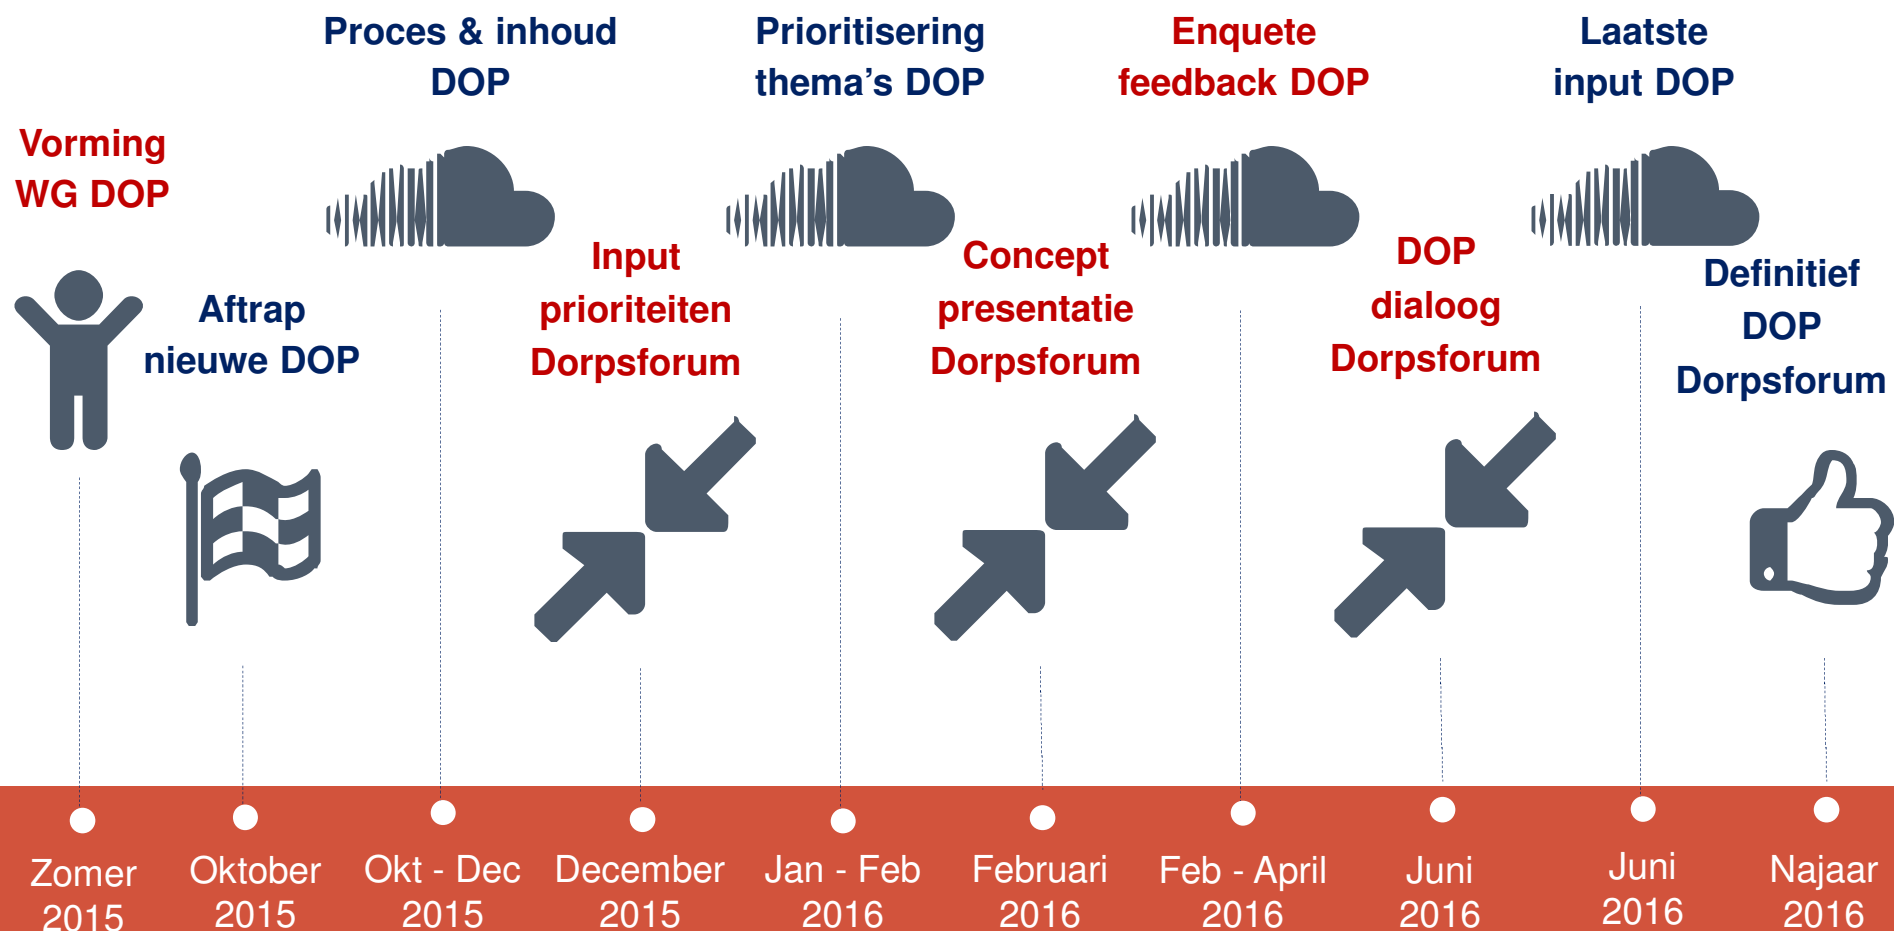 Vorming
WG DOP
Aftrap
nieuwe DOP
Proces & inhoud
DOP
Input
prioriteiten
Dorpsforum
Prioritisering
thema's DOP
Concept
presentatie
Dorpsforum
Enquete
feedback DOP
DOP
dialoog
Dorpsforum
Laatste
input DOP
Definitief
DOP
Dorpsforum
Zomer
2015
Oktober
2015
Okt - Dec
2015
December
2015
Jan - Feb
2016
Februari
2016
Feb - April
2016
Juni
2016
Juni
2016
Najaar
2016